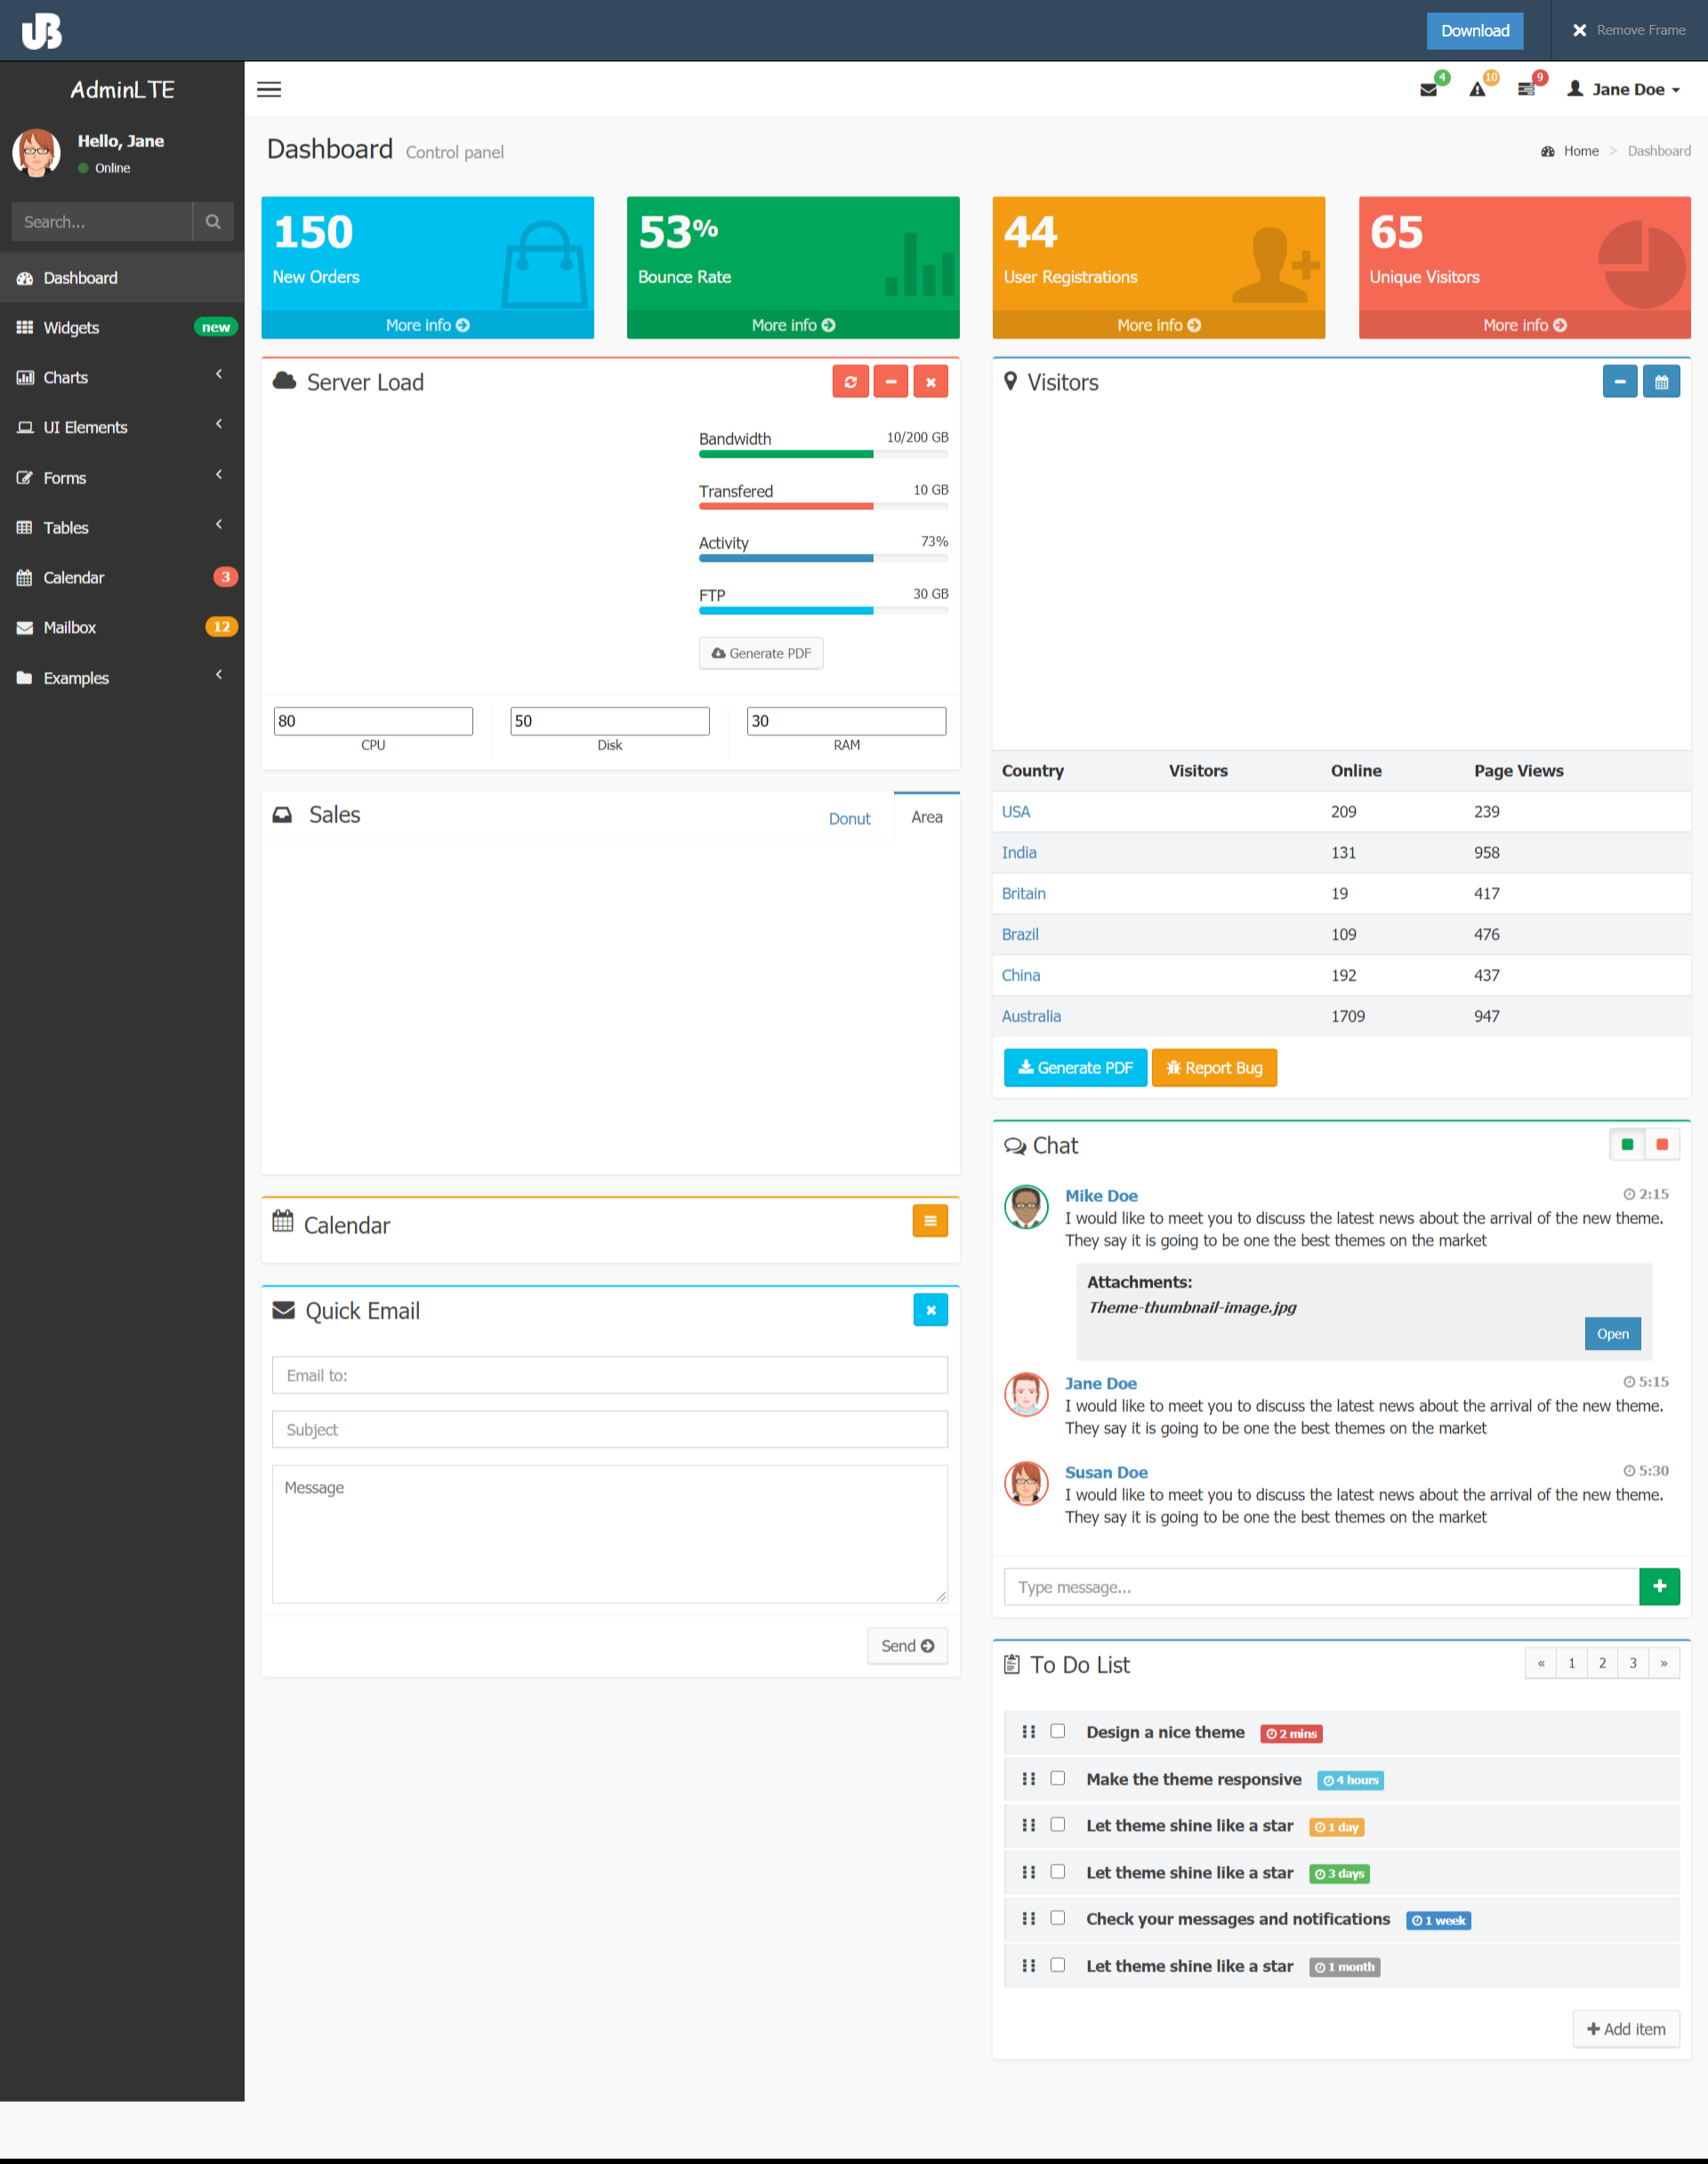 UB
Download
Remove Frame
AdminLTE
4
10
9
Jane Doe
Hello, Jane
Online
Search...
Dashboard
Widgets
new
Charts
UI Elements
Forms
Tables
Calendar
3
Mailbox
12
Examples
Dashboard Control panel
Home > Dashboard
150
New Orders
More info
53%
Bounce Rate
More info
44
User Registrations
More info
65
Unique Visitors
More info
Server Load
Bandwidth 10/200 GB
Transfered 10 GB
Activity 73%
FTP 30 GB
Generate PDF
80
CPU
50
Disk
30
RAM
Sales
Donut
Area
Calendar
Quick Email
Email to:
Subject
Message
Send
Visitors
Country Visitors Online Page Views
USA 209 239
India 131 958
Britain 19 417
Brazil 109 476
China 192 437
Australia 1709 947
Generate PDF
Report Bug
Chat
Mike Doe 2:15
I would like to meet you to discuss the latest news about the arrival of the new theme.
They say it is going to be one the best themes on the market
Attachments:
Theme-thumbnail-image.jpg
Open
Jane Doe 5:15
I would like to meet you to discuss the latest news about the arrival of the new theme.
They say it is going to be one the best themes on the market
Susan Doe 5:30
I would like to meet you to discuss the latest news about the arrival of the new theme.
They say it is going to be one the best themes on the market
Type message...
To Do List
« 1 2 3 »
Design a nice theme 2 mins
Make the theme responsive 4 hours
Let theme shine like a star 1 day
Let theme shine like a star 3 days
Check your messages and notifications 1 week
Let theme shine like a star 1 month
Add item